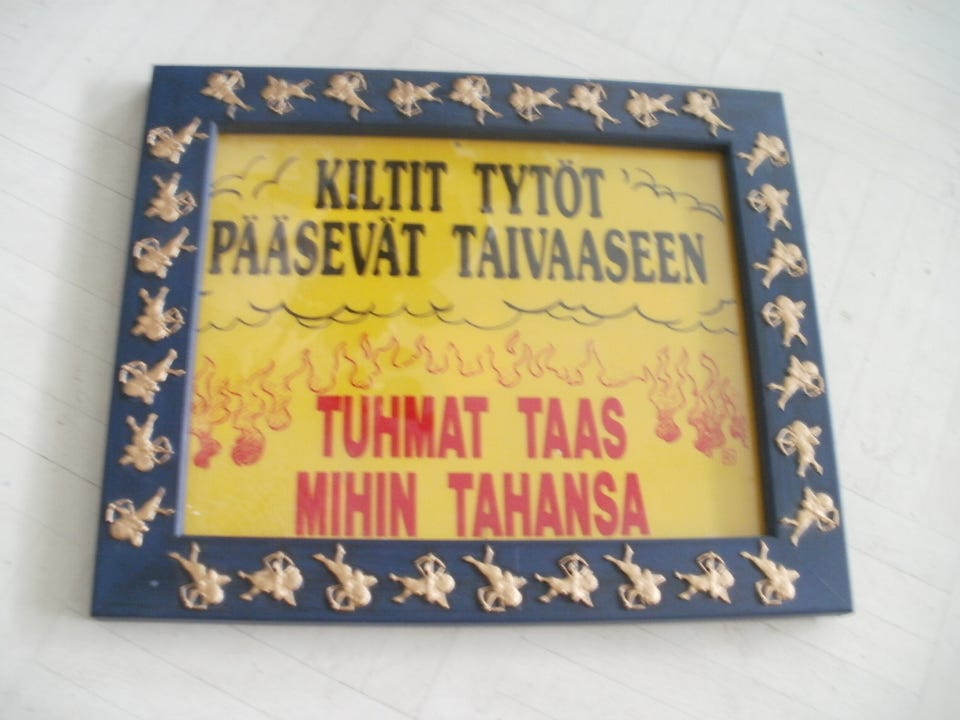 KILTIT TYTÖT
PÄÄSEVÄT TAIVAASEEN
TUHMAT TAAS
MIHIN TAHANSA